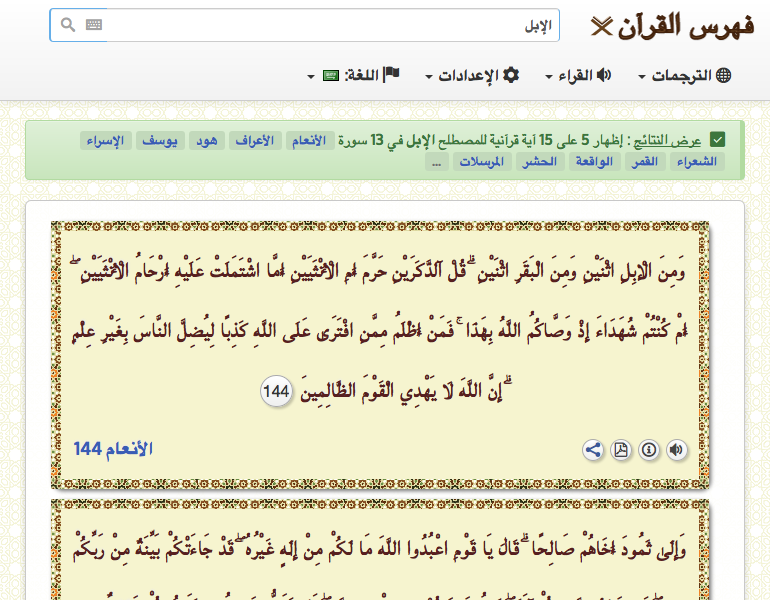 فهرس القرآن
الإبل
الترجمات القراء الإعدادات اللغة:
عرض النتائج : إظهار 5 على 15 آية قرآنية للمصطلح الإبل في 13 سورة الأنعام الأعراف هود يوسف الإسراء
الشعراء القمر الواقعة الحشر المرسلات ...
وَمِنَ الْإِبِلِ اثْنَيْنِ وَمِنَ الْبَقَرِ اثْنَيْنِ ۗ قُلْ آلذَّكَرَيْنِ حَرَّمَ أَمِ الْأُنْثَيَيْنِ أَمَّا اشْتَمَلَتْ عَلَيْهِ أَرْحَامُ الْأُنْثَيَيْنِ ۖ
أَمْ كُنْتُمْ شُهَدَاءَ إِذْ وَصَّاكُمُ اللَّهُ بِهَٰذَا ۚ فَمَنْ أَظْلَمُ مِمَّنِ افْتَرَىٰ عَلَى اللَّهِ كَذِبًا لِيُضِلَّ النَّاسَ بِغَيْرِ عِلْمٍ
ۗ إِنَّ اللَّهَ لَا يَهْدِي الْقَوْمَ الظَّالِمِينَ 144
الأنعام 144
وَإِلَىٰ ثَمُودَ أَخَاهُمْ صَالِحًا ۗ قَالَ يَا قَوْمِ اعْبُدُوا اللَّهَ مَا لَكُمْ مِنْ إِلَٰهٍ غَيْرُهُ ۖ قَدْ جَاءَتْكُمْ بَيِّنَةٌ مِنْ رَبِّكُمْ